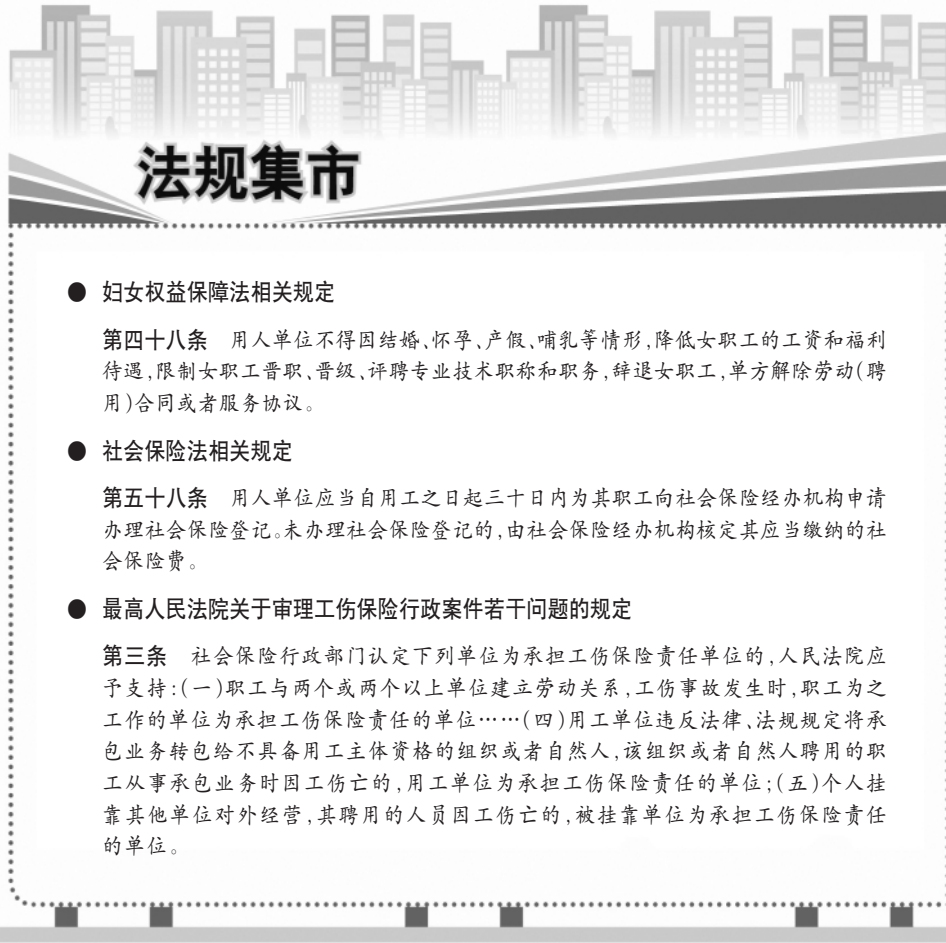 法规集市
● 妇女权益保障法相关规定
第四十八条 用人单位不得因结婚、怀孕、产假、哺乳等情形,降低女职工的工资和福利
待遇,限制女职工晋职、晋级、评聘专业技术职称和职务,辞退女职工,单方解除劳动(聘
用)合同或者服务协议。
● 社会保险法相关规定
第五十八条 用人单位应当自用工之日起三十日内为其职工向社会保险经办机构申请
办理社会保险登记。未办理社会保险登记的,由社会保险经办机构核定其应当缴纳的社
会保险费。
● 最高人民法院关于审理工伤保险行政案件若干问题的规定
第三条 社会保险行政部门认定下列单位为承担工伤保险责任单位的,人民法院应
予支持:(一)职工与两个或两个以上单位建立劳动关系,工伤事故发生时,职工为之
工作的单位为承担工伤保险责任的单位……(四)用工单位违反法律、法规规定将承
包业务转包给不具备用工主体资格的组织或者自然人,该组织或者自然人聘用的职
工从事承包业务时因工伤亡的,用工单位为承担工伤保险责任的单位;(五)个人挂
靠其他单位对外经营,其聘用的人员因工伤亡的,被挂靠单位为承担工伤保险责任
的单位。